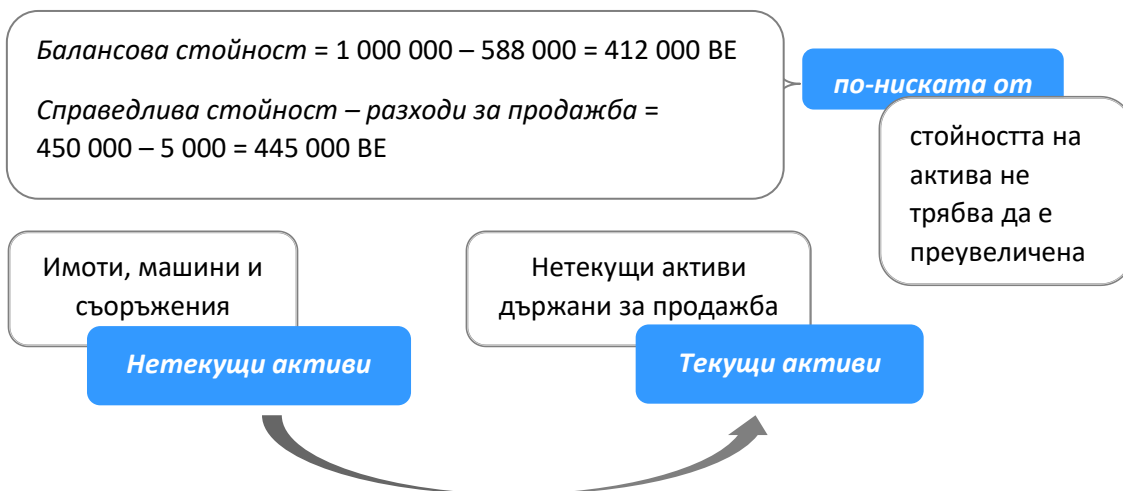 Балансова стойност = 1 000 000 – 588 000 = 412 000 ВЕ
Справедлива стойност – разходи за продажба =
450 000 – 5 000 = 445 000 ВЕ
по-ниската от
стойността на
актива не
трябва да е
преувеличена
Имоти, машини и
съоръжения
Нетекущи активи
Нетекущи активи
държани за продажба
Текущи активи